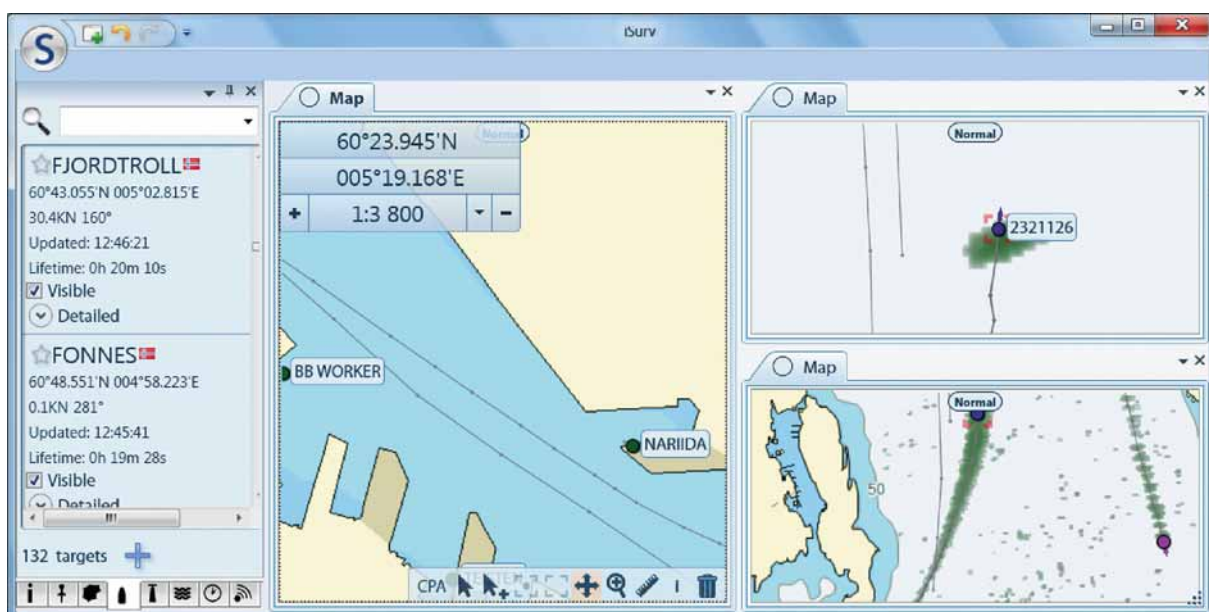 iSurv
S
FJORDTROLL
60°43.055'N 005°02.815'E
30.4KN 160°
Updated: 12:46:21
Lifetime: 0h 20m 10s
Visible
Detailed
FONNES
60°48.551'N 004°58.223'E
0.1KN 281°
Updated: 12:45:41
Lifetime: 0h 19m 28s
Visible
Detailed
132 targets
Map
Normal
60°23.945'N
005°19.168'E
+ 1:3 800 -
BB WORKER
NARIIDA
CPA
Map
Normal
2321126
Map
Normal
50